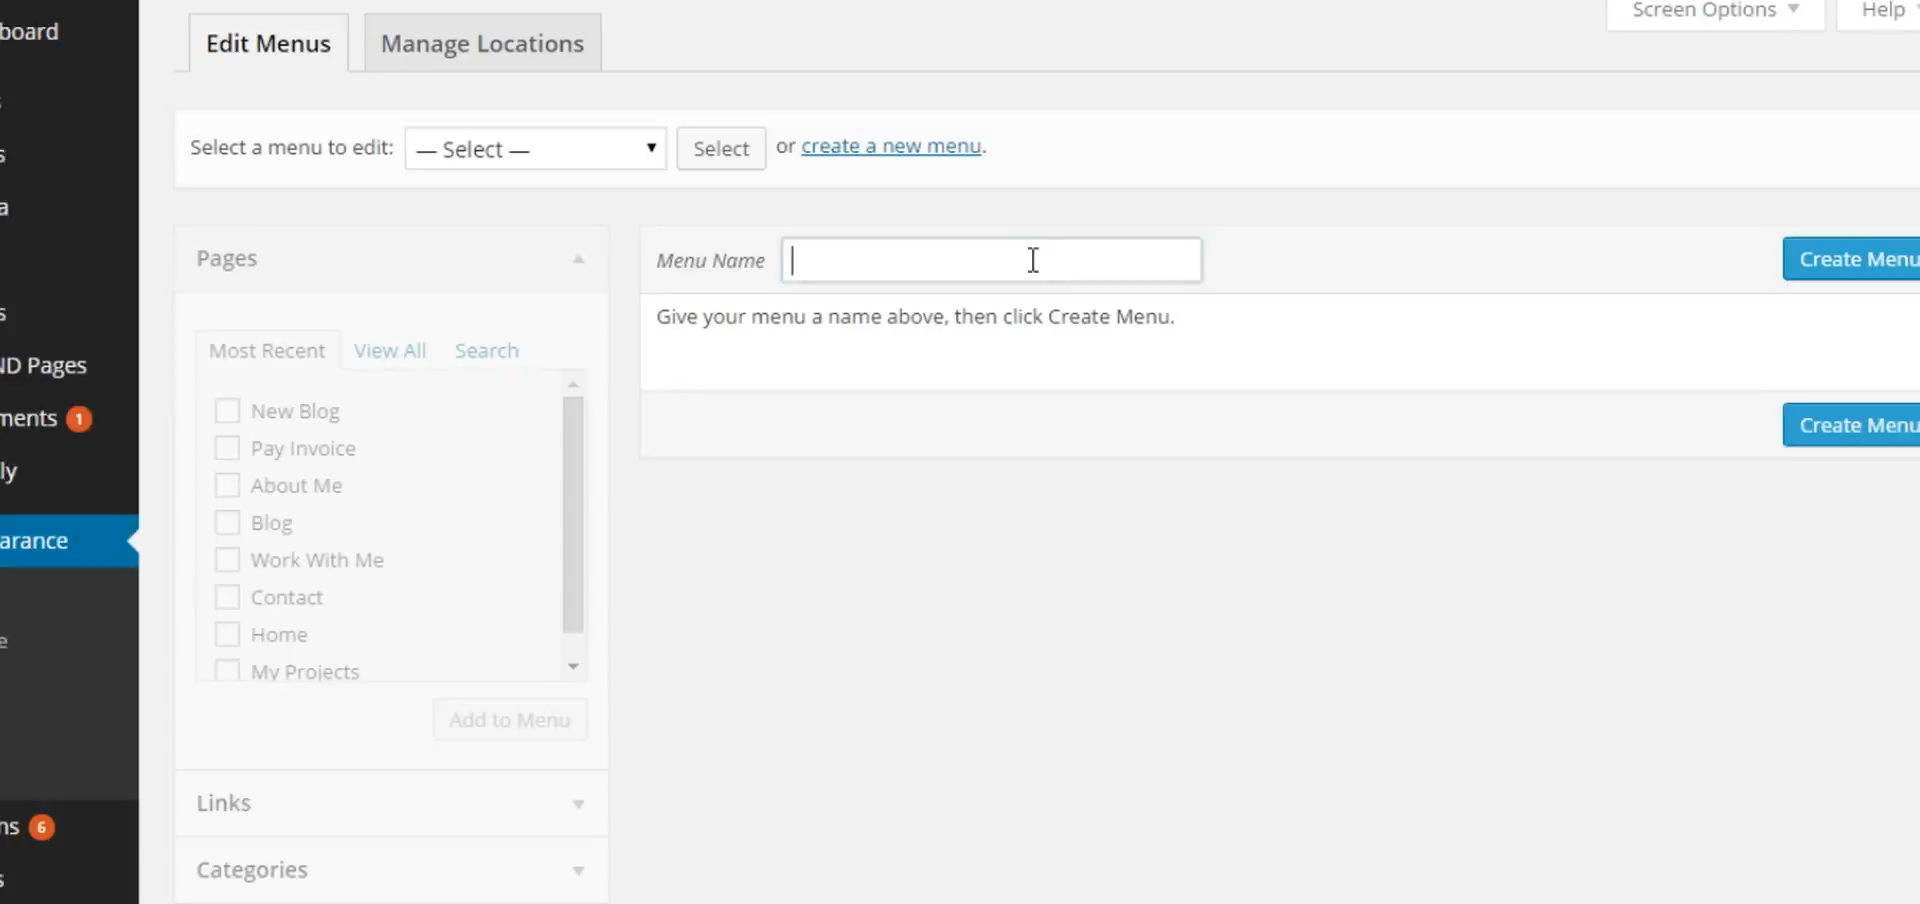 board
Edit Menus
Manage Locations
Screen Options
Help
Select a menu to edit:
— Select —
Select
or create a new menu.
s
a
Pages
Menu Name
Create Menu
Give your menu a name above, then click Create Menu.
s
ND Pages
Most Recent
View All
Search
ments 1
New Blog
Create Menu
Pay Invoice
ly
About Me
Blog
arance
Work With Me
Contact
Home
e
My Projects
Add to Menu
Links
ns 6
Categories
s